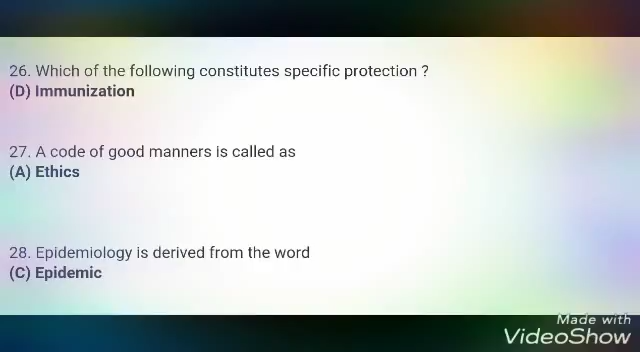 26. Which of the following constitutes specific protection ?
(D) Immunization
27. A code of good manners is called as
(A) Ethics
28. Epidemiology is derived from the word
(C) Epidemic
Made with
VideoShow